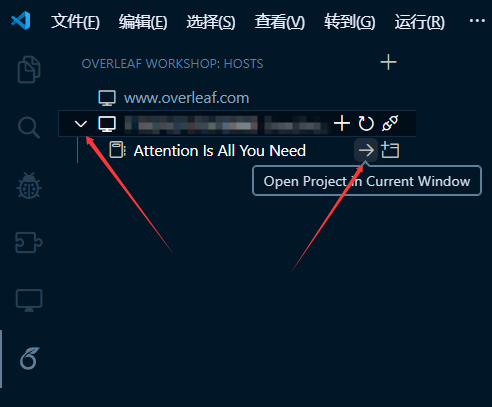 文件(F) 编辑(E) 选择(S) 查看(V) 转到(G) 运行(R) ···
OVERLEAF WORKSHOP: HOSTS
www.overleaf.com
Attention Is All You Need
Open Project in Current Window